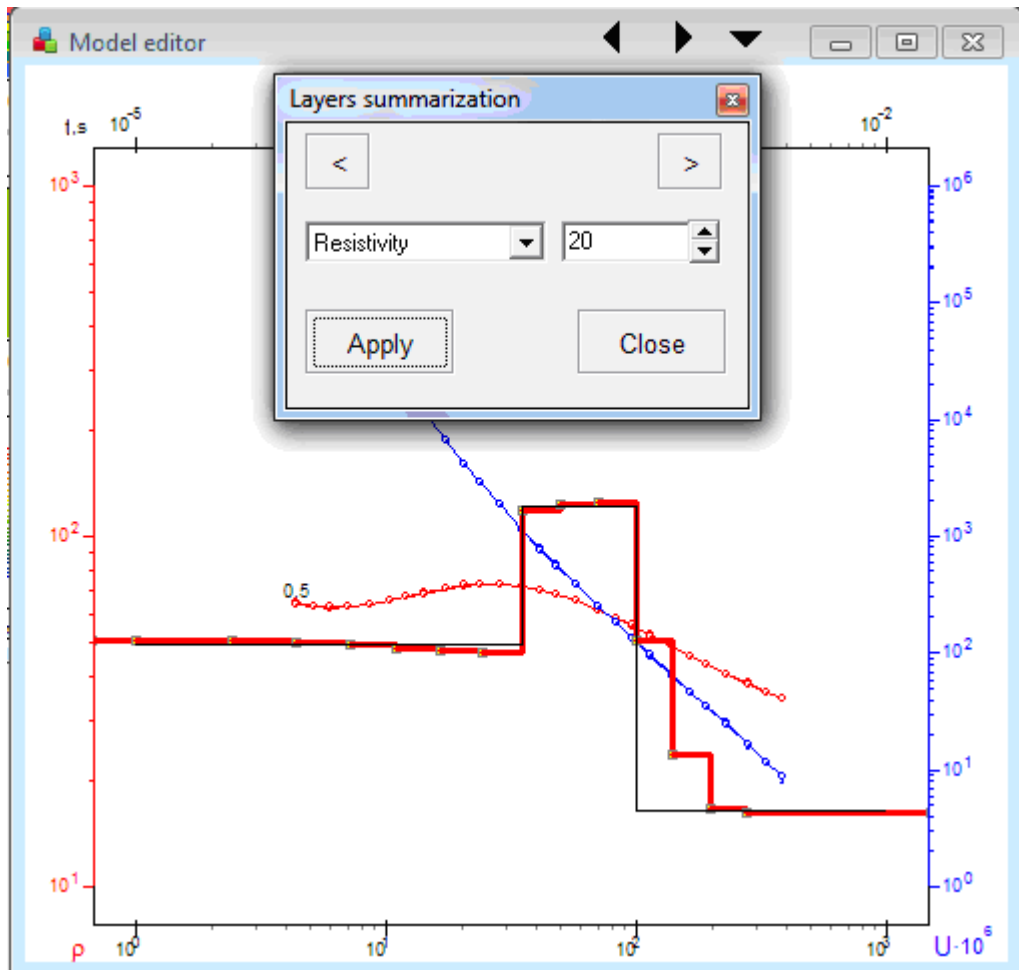 Model editor
Layers summarization
t,s 10⁻⁵ 10⁻²
< >
10³ 10⁶
Resistivity 20
10⁵
Apply Close
10⁴
10² 10³
0,5
10²
10¹
10¹ 10⁰
ρ 10⁰ 10¹ 10² 10³ U·10⁶